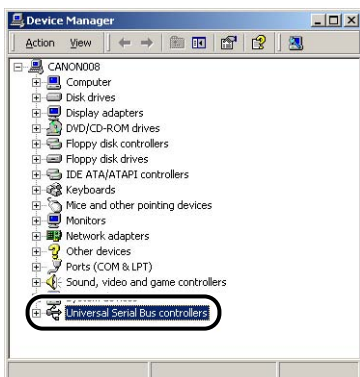 Device Manager
Action View
CANON008
Computer
Disk drives
Display adapters
DVD/CD-ROM drives
Floppy disk controllers
Floppy disk drives
IDE ATA/ATAPI controllers
Keyboards
Mice and other pointing devices
Monitors
Network adapters
Other devices
Ports (COM & LPT)
Sound, video and game controllers
System devices
Universal Serial Bus controllers